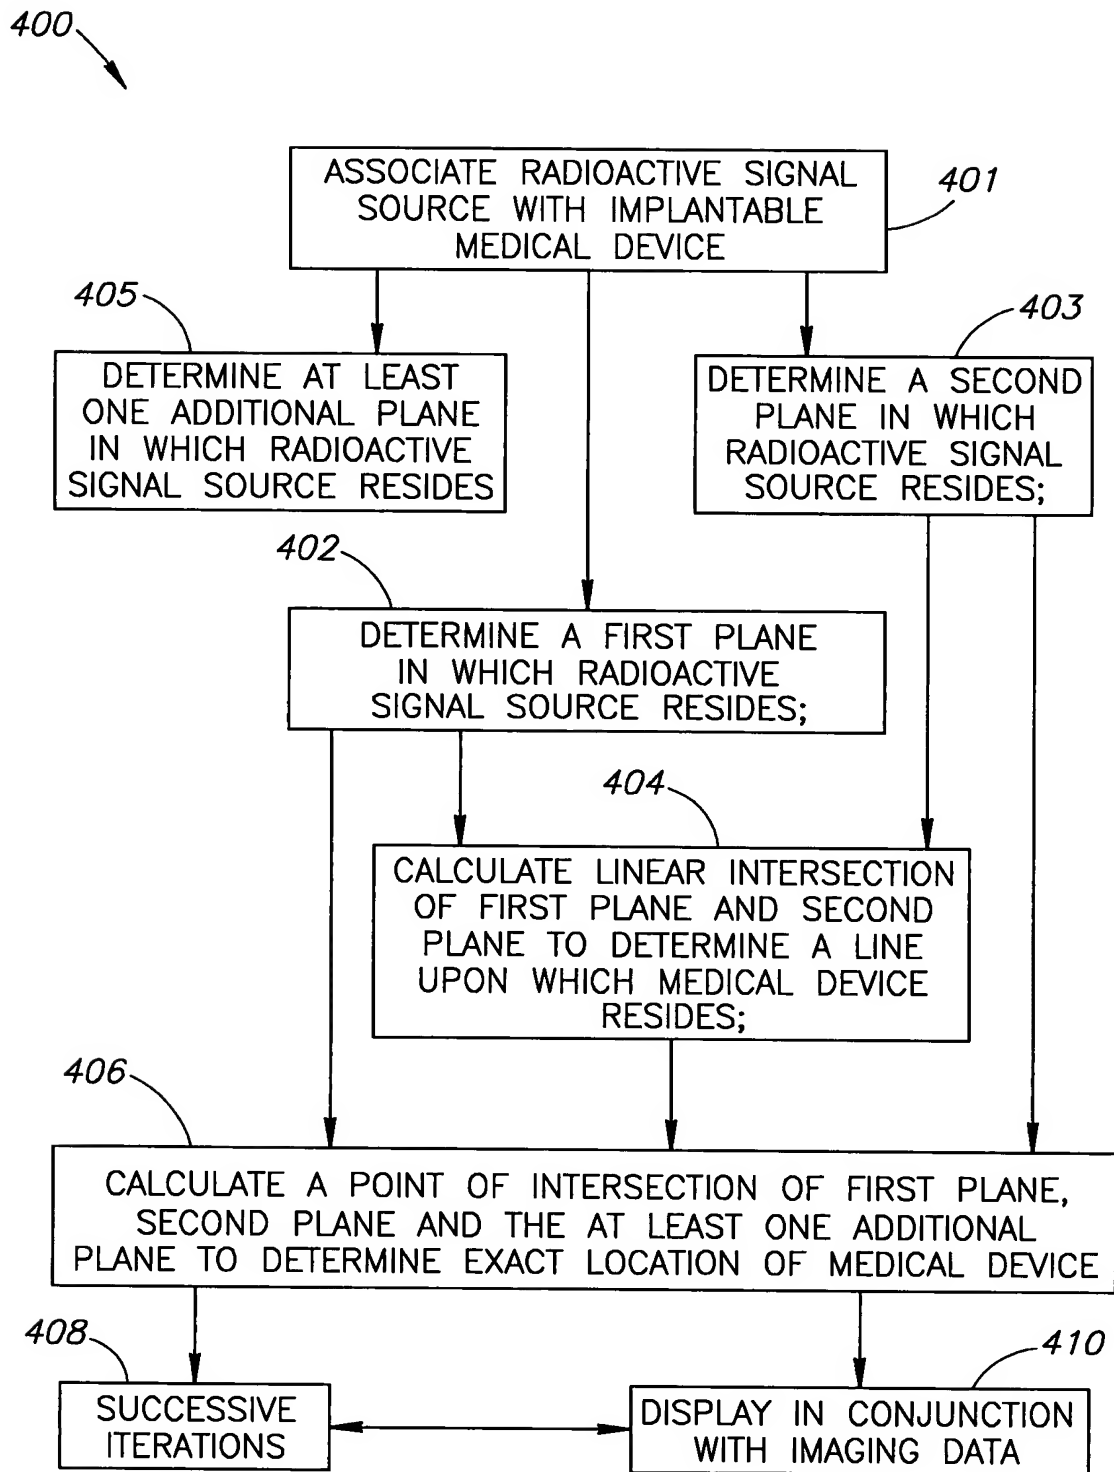 400
ASSOCIATE RADIOACTIVE SIGNAL
SOURCE WITH IMPLANTABLE
MEDICAL DEVICE
401
405
403
DETERMINE AT LEAST
ONE ADDITIONAL PLANE
IN WHICH RADIOACTIVE
SIGNAL SOURCE RESIDES
DETERMINE A SECOND
PLANE IN WHICH
RADIOACTIVE SIGNAL
SOURCE RESIDES;
402
DETERMINE A FIRST PLANE
IN WHICH RADIOACTIVE
SIGNAL SOURCE RESIDES;
404
CALCULATE LINEAR INTERSECTION
OF FIRST PLANE AND SECOND
PLANE TO DETERMINE A LINE
UPON WHICH MEDICAL DEVICE
RESIDES;
406
CALCULATE A POINT OF INTERSECTION OF FIRST PLANE,
SECOND PLANE AND THE AT LEAST ONE ADDITIONAL
PLANE TO DETERMINE EXACT LOCATION OF MEDICAL DEVICE
408
SUCCESSIVE
ITERATIONS
410
DISPLAY IN CONJUNCTION
WITH IMAGING DATA